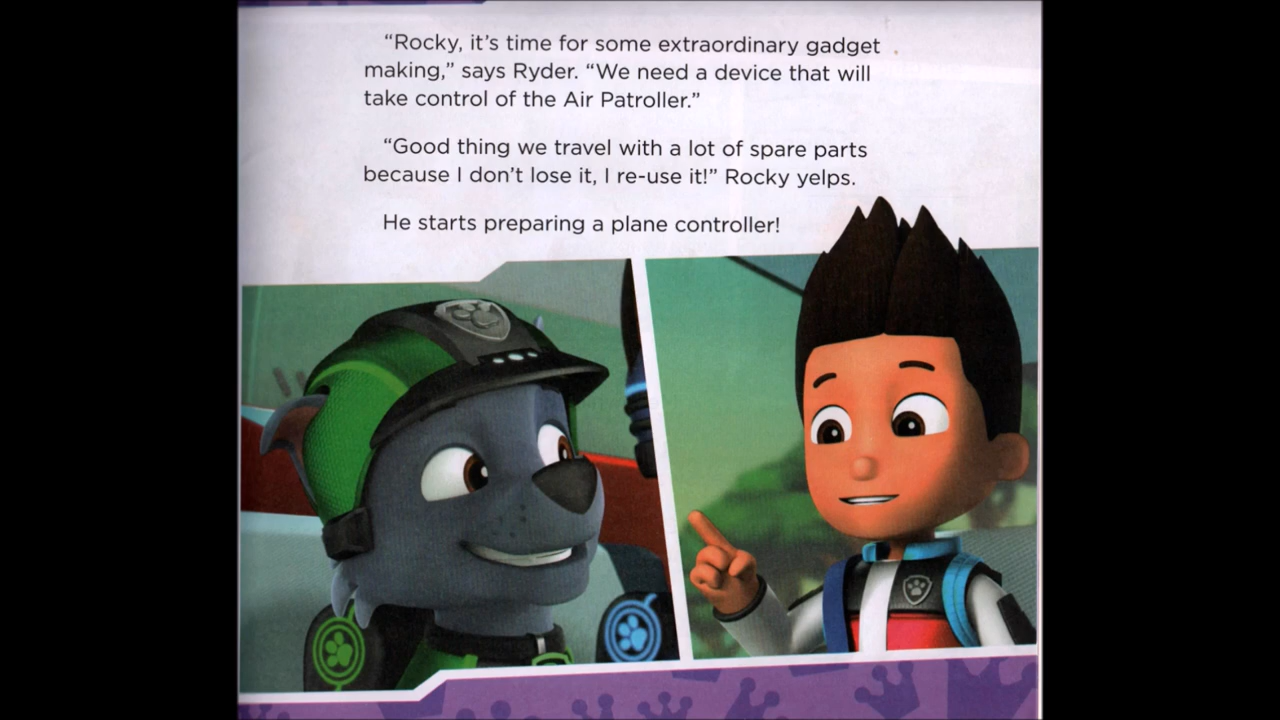 “Rocky, it’s time for some extraordinary gadget
making,” says Ryder. “We need a device that will
take control of the Air Patroller.”
“Good thing we travel with a lot of spare parts
because I don’t lose it, I re-use it!” Rocky yelps.
He starts preparing a plane controller!